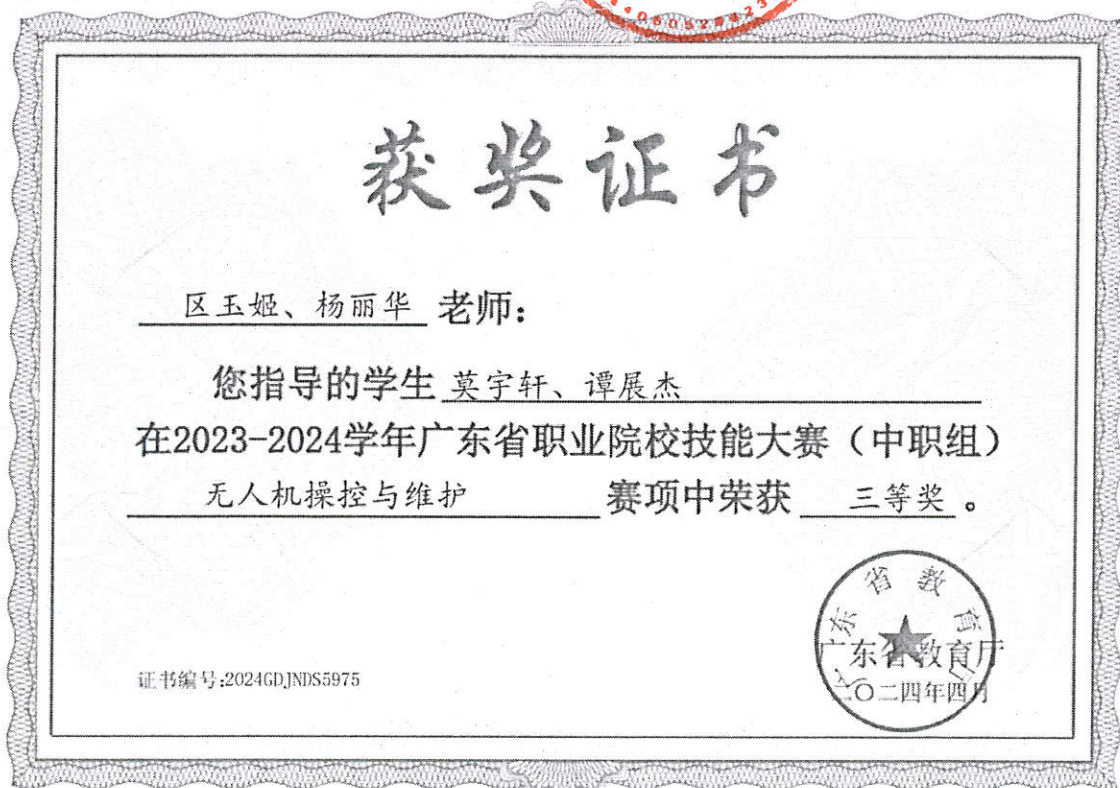 获奖证书
区玉姬、杨丽华 老师：
您指导的学生 莫宇轩、谭展杰
在2023-2024学年广东省职业院校技能大赛（中职组）
无人机操控与维护 赛项中荣获 三等奖。
广东省教育厅
广东省教育厅
二〇二四年四月
证书编号:2024GDJNDS5975